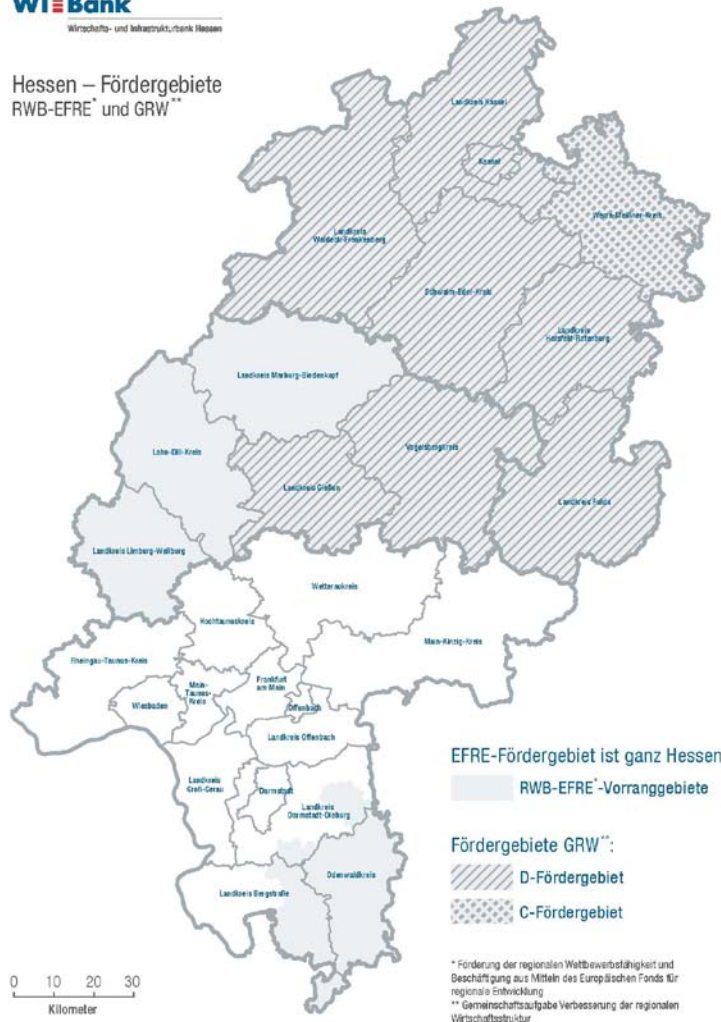 WI Bank
Wirtschafts- und Infrastrukturbank Hessen
Hessen – Fördergebiete
RWB-EFRE* und GRW**
Landkreis Kassel
Kassel
Werra-Meißner-Kreis
Landkreis
Waldeck-Frankenberg
Schwalm-Eder-Kreis
Landkreis
Hersfeld-Rotenburg
Landkreis Marburg-Biedenkopf
Lahn-Dill-Kreis
Vogelsbergkreis
Landkreis Gießen
Landkreis Fulda
Landkreis Limburg-Weilburg
Wetteraukreis
Hochtaunuskreis
Main-Kinzig-Kreis
Rheingau-Taunus-Kreis
Main-
Taunus-
Kreis
Frankfurt
am Main
Wiesbaden
Offenbach
Landkreis Offenbach
Landkreis
Groß-Gerau
Darmstadt
Landkreis
Darmstadt-Dieburg
Odenwaldkreis
Landkreis Bergstraße
EFRE-Fördergebiet ist ganz Hessen
RWB-EFRE*-Vorranggebiete
Fördergebiete GRW**:
D-Fördergebiet
C-Fördergebiet
0 10 20 30
Kilometer
* Förderung der regionalen Wettbewerbsfähigkeit und
Beschäftigung aus Mitteln des Europäischen Fonds für
regionale Entwicklung
** Gemeinschaftsaufgabe Verbesserung der regionalen
Wirtschaftsstruktur